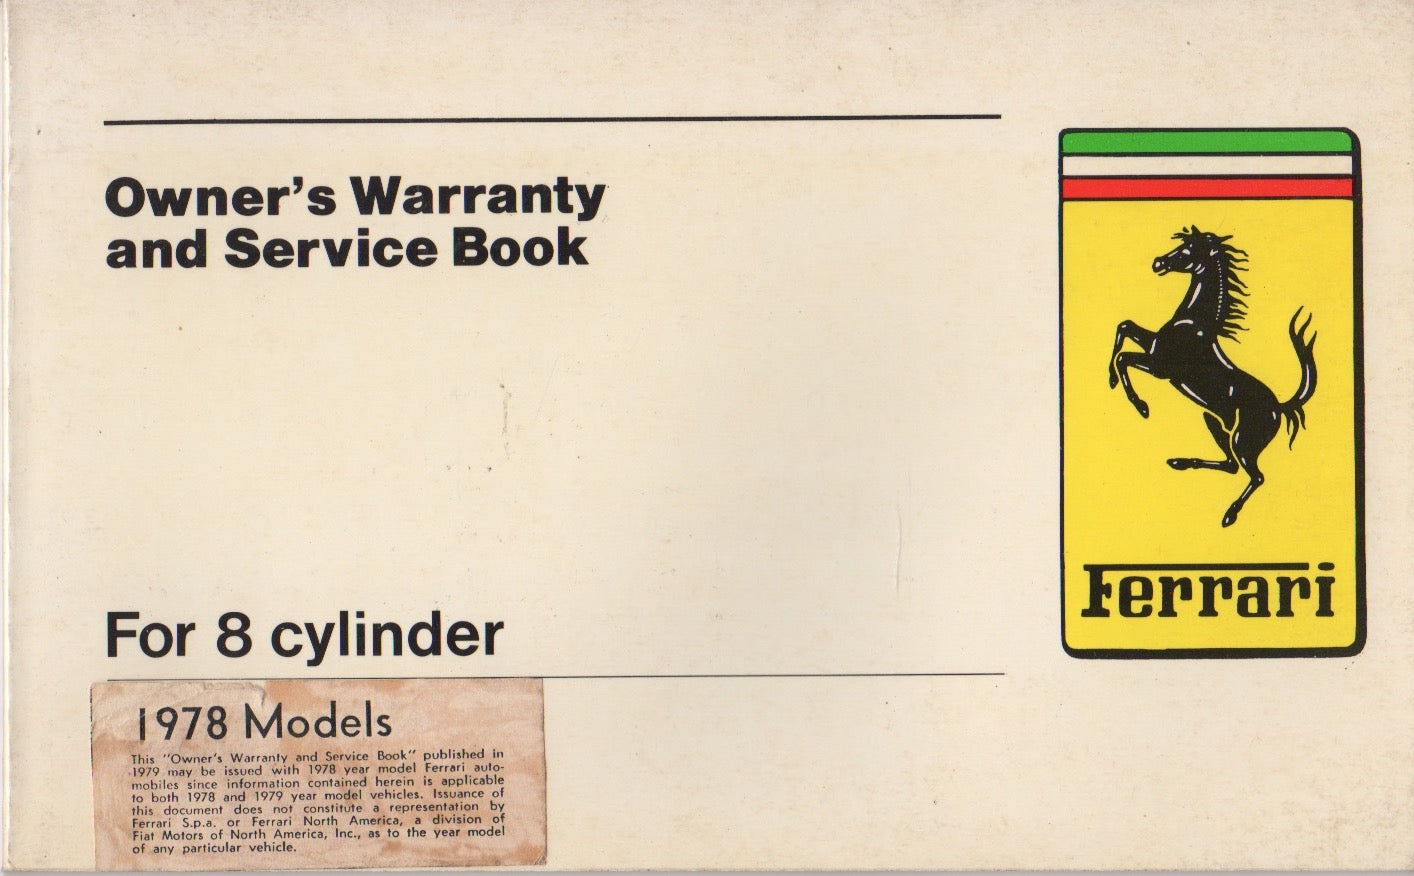 Owner's Warranty
and Service Book
Ferrari
For 8 cylinder
1978 Models
This "Owner's Warranty and Service Book" published in
1979 may be issued with 1978 year model Ferrari auto-
mobiles since information contained herein is applicable
to both 1978 and 1979 year model vehicles. Issuance of
this document does not constitute a representation by
Ferrari S.p.a. or Ferrari North America, a division of
Fiat Motors of North America, Inc., as to the year model
of any particular vehicle.